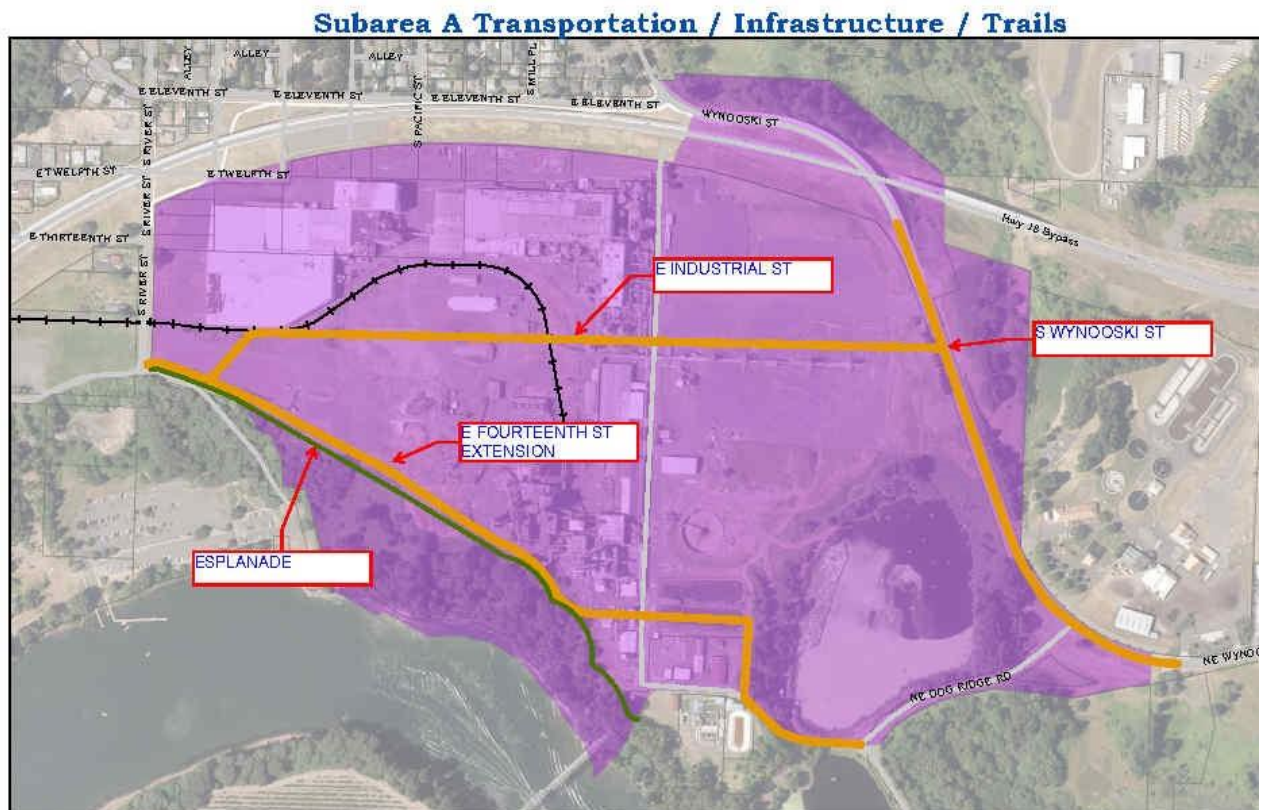 Subarea A Transportation / Infrastructure / Trails
ALLEY
ALLEY
ALLEY
S MILL PL
E ELEVENTH ST
E ELEVENTH ST
E ELEVENTH ST
E ELEVENTH ST
S RIVER ST
S PACIFIC ST
WYNOOSKI ST
E TWELFTH ST
E TWELFTH ST
S RIVER ST
Hwy 18 Bypass
E THIRTEENTH ST
S RIVER ST
E INDUSTRIAL ST
S WYNOOSKI ST
E FOURTEENTH ST
EXTENSION
ESPLANADE
NE WYNOO
NE DOG RIDGE RD